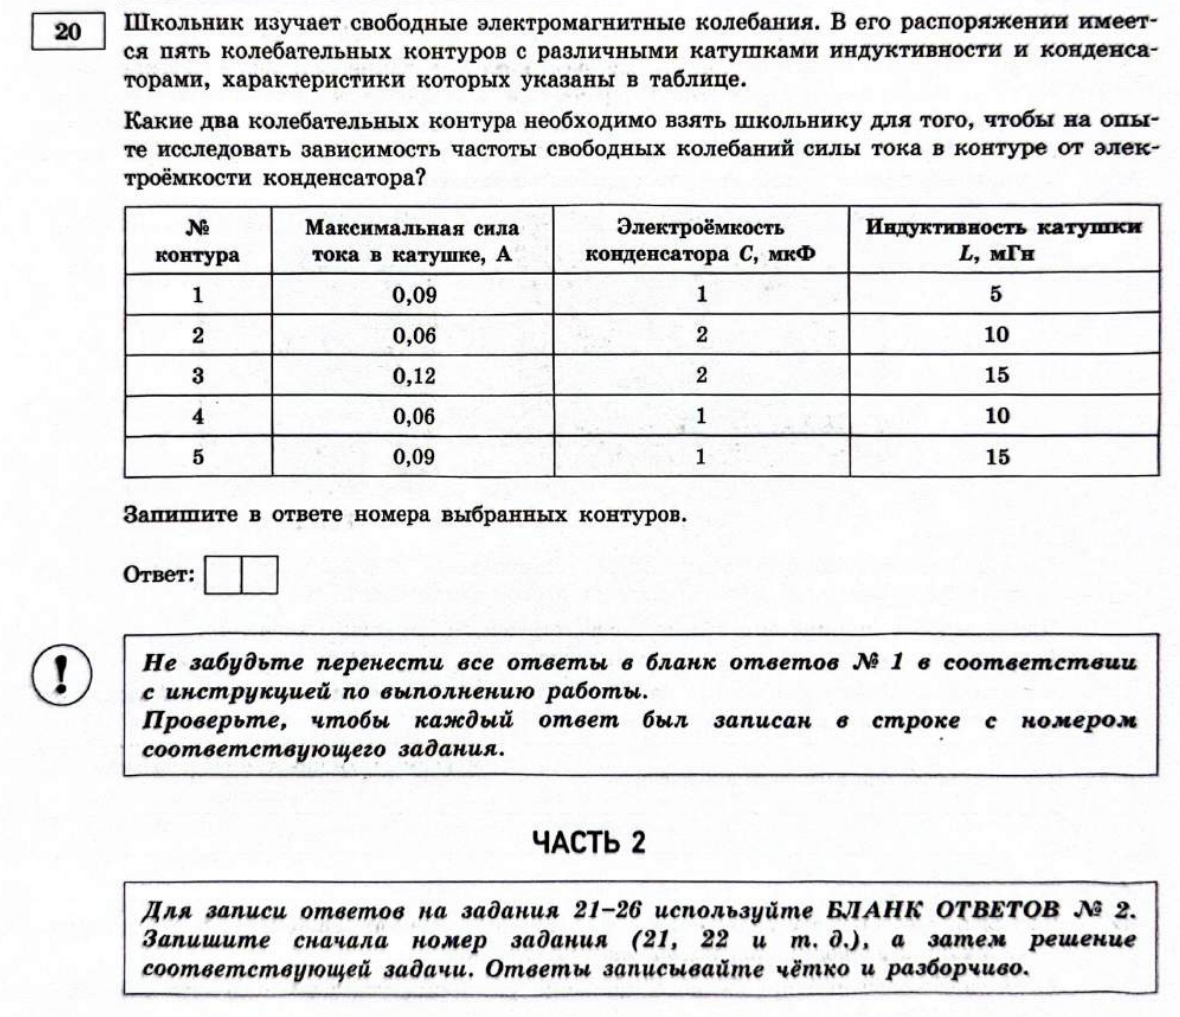 20
Школьник изучает свободные электромагнитные колебания. В его распоряжении имеет-
ся пять колебательных контуров с различными катушками индуктивности и конденса-
торами, характеристики которых указаны в таблице.
Какие два колебательных контура необходимо взять школьнику для того, чтобы на опы-
те исследовать зависимость частоты свободных колебаний силы тока в контуре от элек-
троёмкости конденсатора?
№ контура Максимальная сила тока в катушке, А Электроёмкость конденсатора C, мкФ Индуктивность катушки L, мГн
1 0,09 1 5
2 0,06 2 10
3 0,12 2 15
4 0,06 1 10
5 0,09 1 15
Запишите в ответе номера выбранных контуров.
Ответ:
!
Не забудьте перенести все ответы в бланк ответов № 1 в соответствии
с инструкцией по выполнению работы.
Проверьте, чтобы каждый ответ был записан в строке с номером
соответствующего задания.
ЧАСТЬ 2
Для записи ответов на задания 21–26 используйте БЛАНК ОТВЕТОВ № 2.
Запишите сначала номер задания (21, 22 и т. д.), а затем решение
соответствующей задачи. Ответы записывайте чётко и разборчиво.